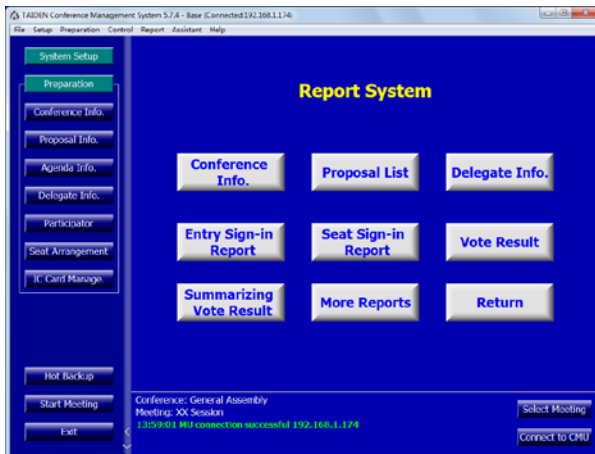 TAIDEN Conference Management System 5.7.4 - Base (Connected:192.168.1.174)
File Setup Preparation Control Report Assistant Help
System Setup
Preparation
Conference Info.
Proposal Info.
Agenda Info.
Delegate Info.
Participator
Seat Arrangement
IC Card Manage.
Hot Backup
Start Meeting
Exit
Report System
Conference
Info.
Proposal List
Delegate Info.
Entry Sign-in
Report
Seat Sign-in
Report
Vote Result
Summarizing
Vote Result
More Reports
Return
Conference: General Assembly
Meeting: XX Session
13:59:01 MU connection successful 192.168.1.174
Select Meeting
Connect to CMU